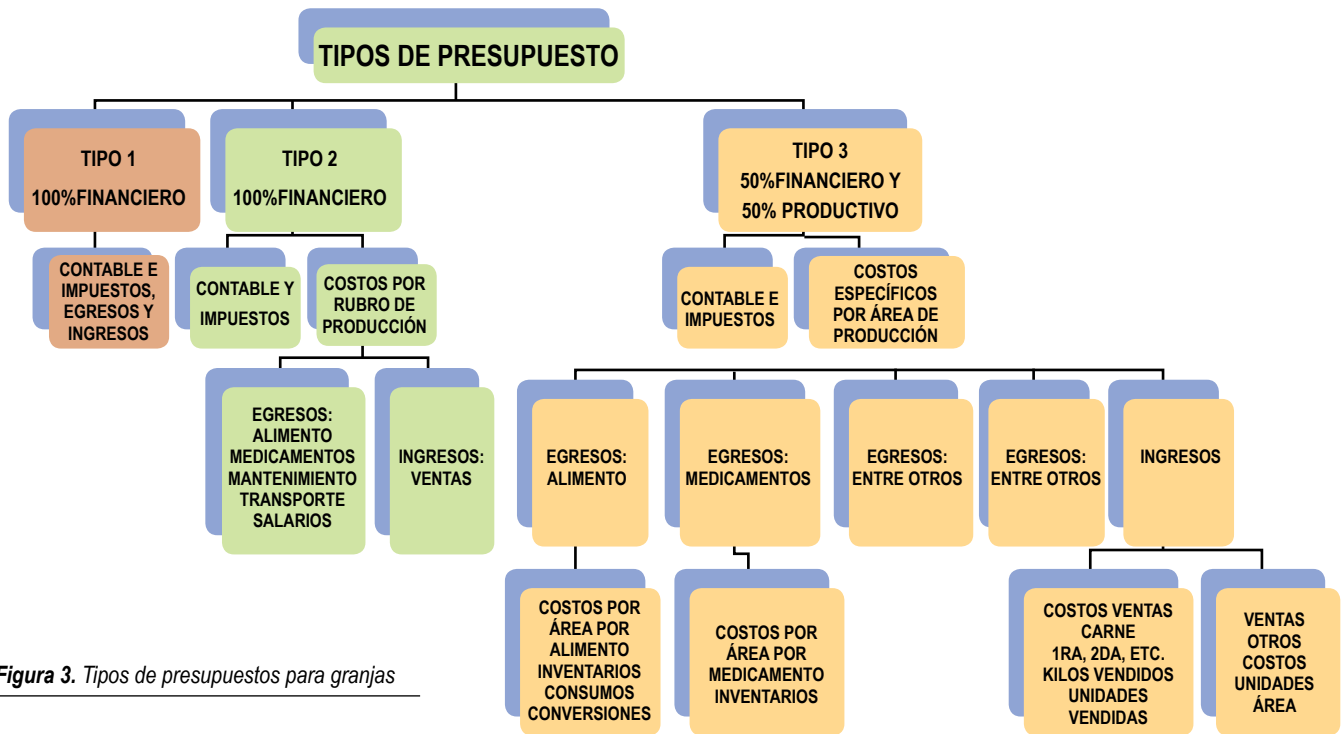 TIPOS DE PRESUPUESTO
TIPO 1
100%FINANCIERO
TIPO 2
100%FINANCIERO
TIPO 3
50%FINANCIERO Y
50% PRODUCTIVO
CONTABLE E
IMPUESTOS,
EGRESOS Y
INGRESOS
CONTABLE Y
IMPUESTOS
COSTOS POR
RUBRO DE
PRODUCCIÓN
CONTABLE E
IMPUESTOS
COSTOS
ESPECÍFICOS
POR ÁREA DE
PRODUCCIÓN
EGRESOS:
ALIMENTO
MEDICAMENTOS
MANTENIMIENTO
TRANSPORTE
SALARIOS
INGRESOS:
VENTAS
EGRESOS:
ALIMENTO
EGRESOS:
MEDICAMENTOS
EGRESOS:
ENTRE OTROS
EGRESOS:
ENTRE OTROS
INGRESOS
COSTOS POR
ÁREA POR
ALIMENTO
INVENTARIOS
CONSUMOS
CONVERSIONES
COSTOS POR
ÁREA POR
MEDICAMENTO
INVENTARIOS
COSTOS VENTAS
CARNE
1RA, 2DA, ETC.
KILOS VENDIDOS
UNIDADES
VENDIDAS
VENTAS
OTROS
COSTOS
UNIDADES
ÁREA
Figura 3. Tipos de presupuestos para granjas